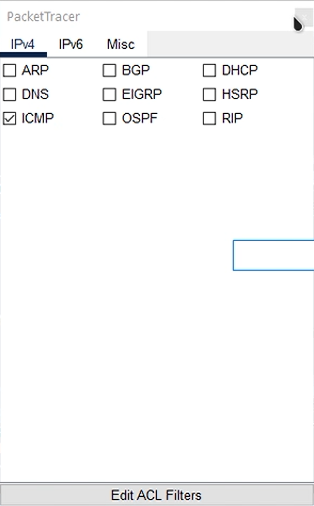 PacketTracer
IPv4 IPv6 Misc
ARP BGP DHCP
DNS EIGRP HSRP
ICMP OSPF RIP
Edit ACL Filters